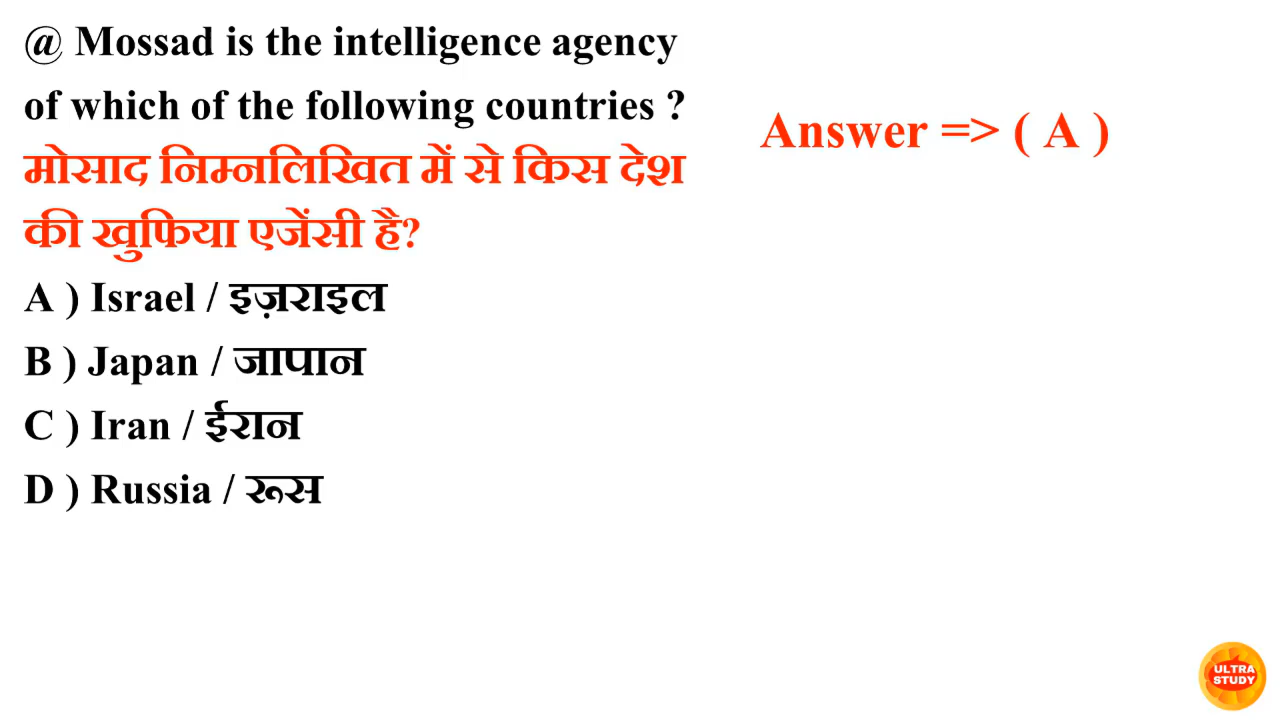 @ Mossad is the intelligence agency
of which of the following countries ?
मोसाद निम्नलिखित में से किस देश
की खुफिया एजेंसी है?
A ) Israel / इज़राइल
B ) Japan / जापान
C ) Iran / ईरान
D ) Russia / रूस
Answer => ( A )
ULTRA
STUDY